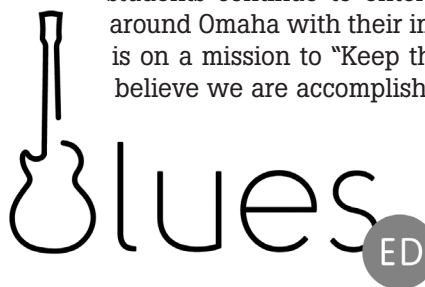 students continue to enter
around Omaha with their in
is on a mission to “Keep th
believe we are accomplish
Blues
ED